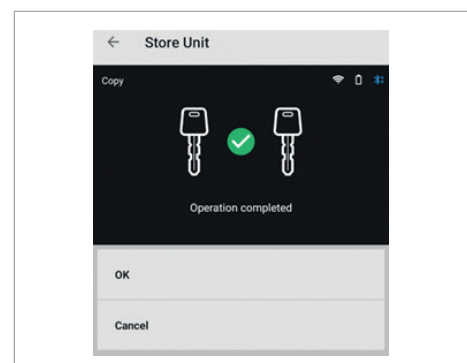 Store Unit
Copy
Operation completed
OK
Cancel